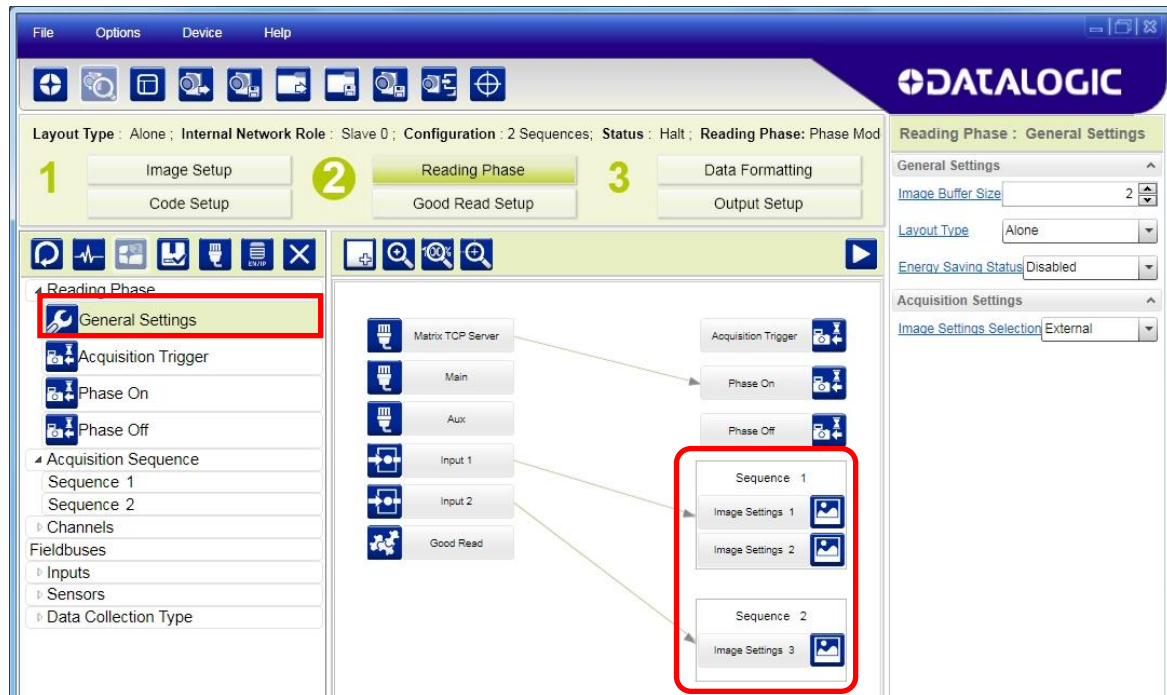 File Options Device Help
DATALOGIC
Layout Type : Alone ; Internal Network Role : Slave 0 ; Configuration : 2 Sequences; Status : Halt ; Reading Phase: Phase Mod
1 Image Setup
Code Setup
2 Reading Phase
Good Read Setup
3 Data Formatting
Output Setup
EN/IP
Reading Phase
General Settings
Acquisition Trigger
Phase On
Phase Off
Acquisition Sequence
Sequence 1
Sequence 2
Channels
Fieldbuses
Inputs
Sensors
Data Collection Type
100%
Matrix TCP Server
Main
Aux
Input 1
Input 2
Good Read
Acquisition Trigger
Phase On
Phase Off
Sequence 1
Image Settings 1
Image Settings 2
Sequence 2
Image Settings 3
Reading Phase : General Settings
General Settings
Image Buffer Size 2
Layout Type Alone
Energy Saving Status Disabled
Acquisition Settings
Image Settings Selection External